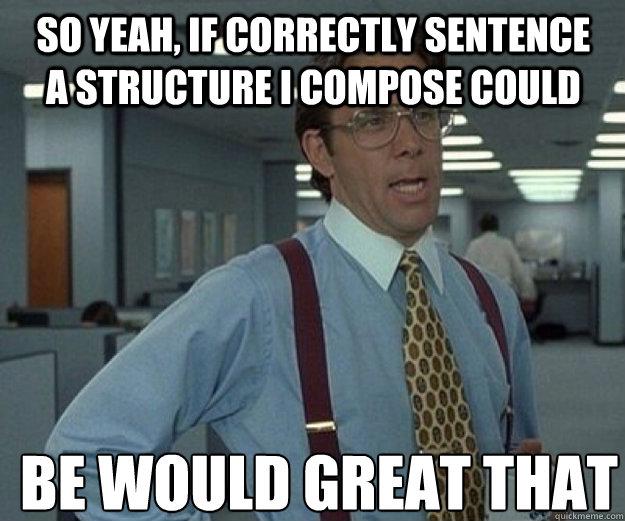 SO YEAH, IF CORRECTLY SENTENCE
A STRUCTURE I COMPOSE COULD
BE WOULD GREAT THAT
quickmeme.com